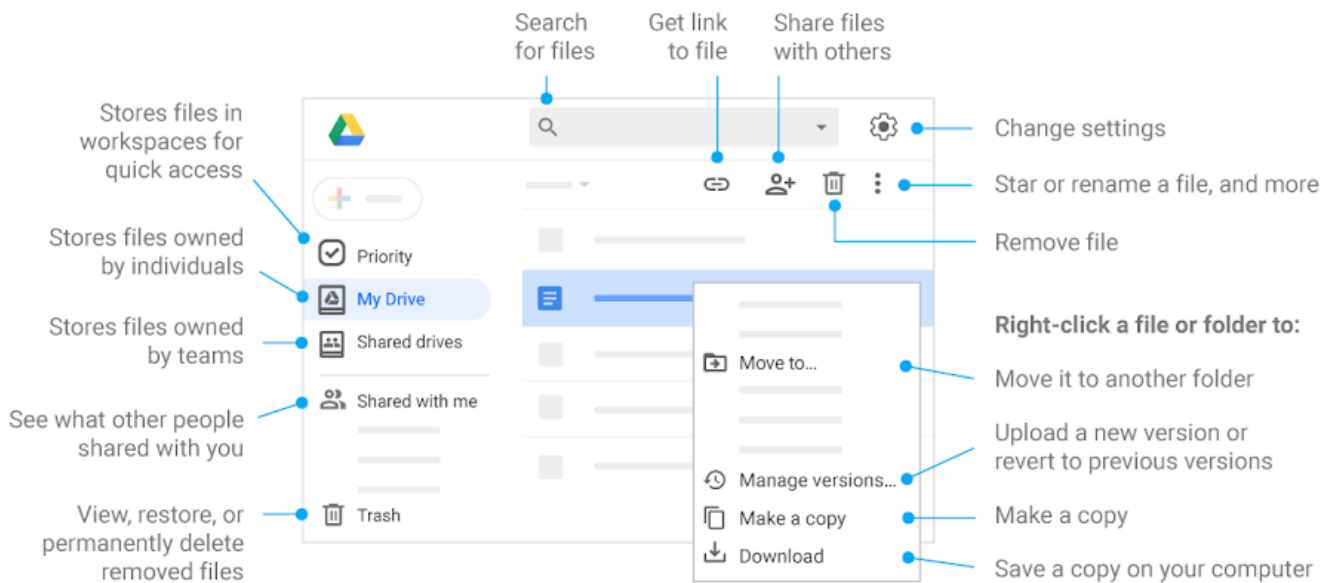 Search
for files
Get link
to file
Share files
with others
Stores files in
workspaces for
quick access
Stores files owned
by individuals
Stores files owned
by teams
See what other people
shared with you
View, restore, or
permanently delete
removed files
Priority
My Drive
Shared drives
Shared with me
Trash
Move to...
Manage versions...
Make a copy
Download
Change settings
Star or rename a file, and more
Remove file
Right-click a file or folder to:
Move it to another folder
Upload a new version or
revert to previous versions
Make a copy
Save a copy on your computer